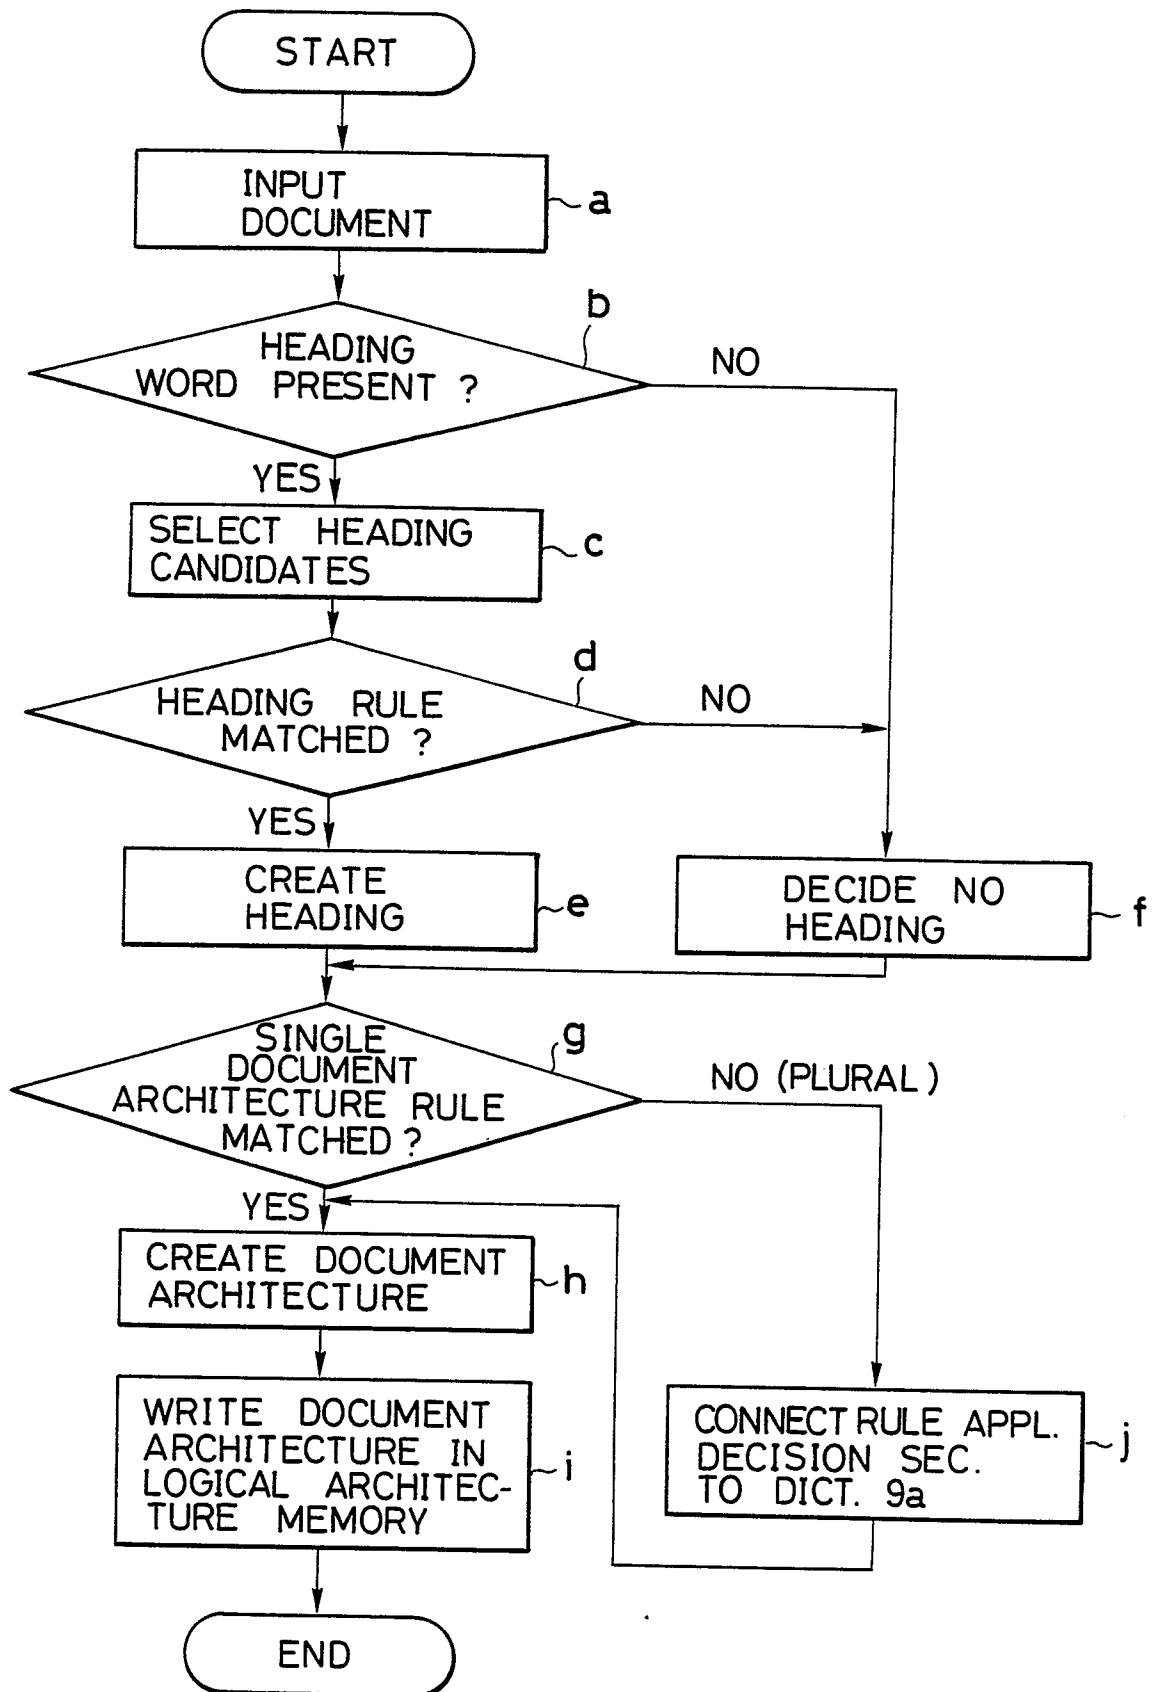 START
INPUT
DOCUMENT
a
b
HEADING
WORD PRESENT ?
NO
YES
SELECT HEADING
CANDIDATES
c
d
HEADING RULE
MATCHED ?
NO
YES
CREATE
HEADING
e
DECIDE NO
HEADING
f
SINGLE
DOCUMENT
ARCHITECTURE RULE
MATCHED ?
g
NO (PLURAL)
YES
CREATE DOCUMENT
ARCHITECTURE
h
WRITE DOCUMENT
ARCHITECTURE IN
LOGICAL ARCHITEC-
TURE MEMORY
i
CONNECT RULE APPL.
DECISION SEC.
TO DICT. 9a
j
END